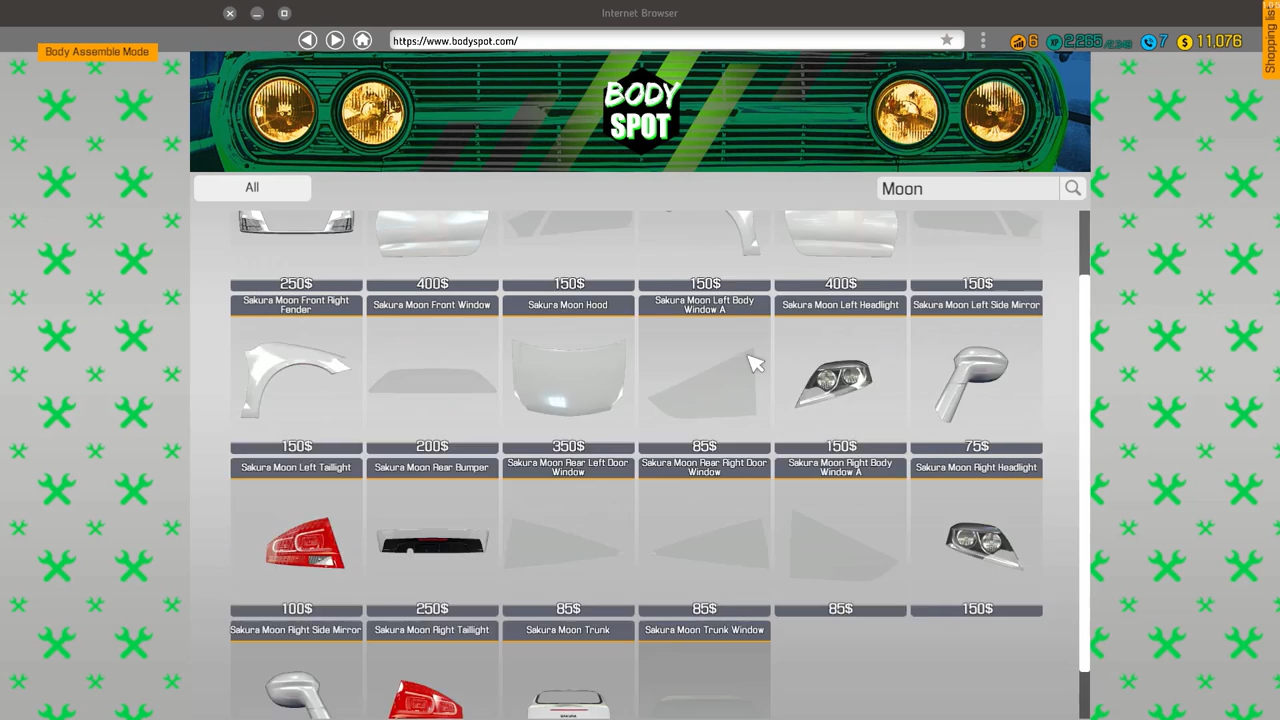 Internet Browser
https://www.bodyspot.com/
Body Assemble Mode
6
2,265
7
$ 11,076
Shopping list
BODY
SPOT
All
Moon
250$
400$
150$
150$
400$
150$
Sakura Moon Front Right
Fender
Sakura Moon Front Window
Sakura Moon Hood
Sakura Moon Left Body
Window A
Sakura Moon Left Headlight
Sakura Moon Left Side Mirror
150$
200$
350$
85$
150$
75$
Sakura Moon Left Taillight
Sakura Moon Rear Bumper
Sakura Moon Rear Left Door
Window
Sakura Moon Rear Right Door
Window
Sakura Moon Right Body
Window A
Sakura Moon Right Headlight
100$
250$
85$
85$
85$
150$
Sakura Moon Right Side Mirror
Sakura Moon Right Taillight
Sakura Moon Trunk
Sakura Moon Trunk Window
SAKURA